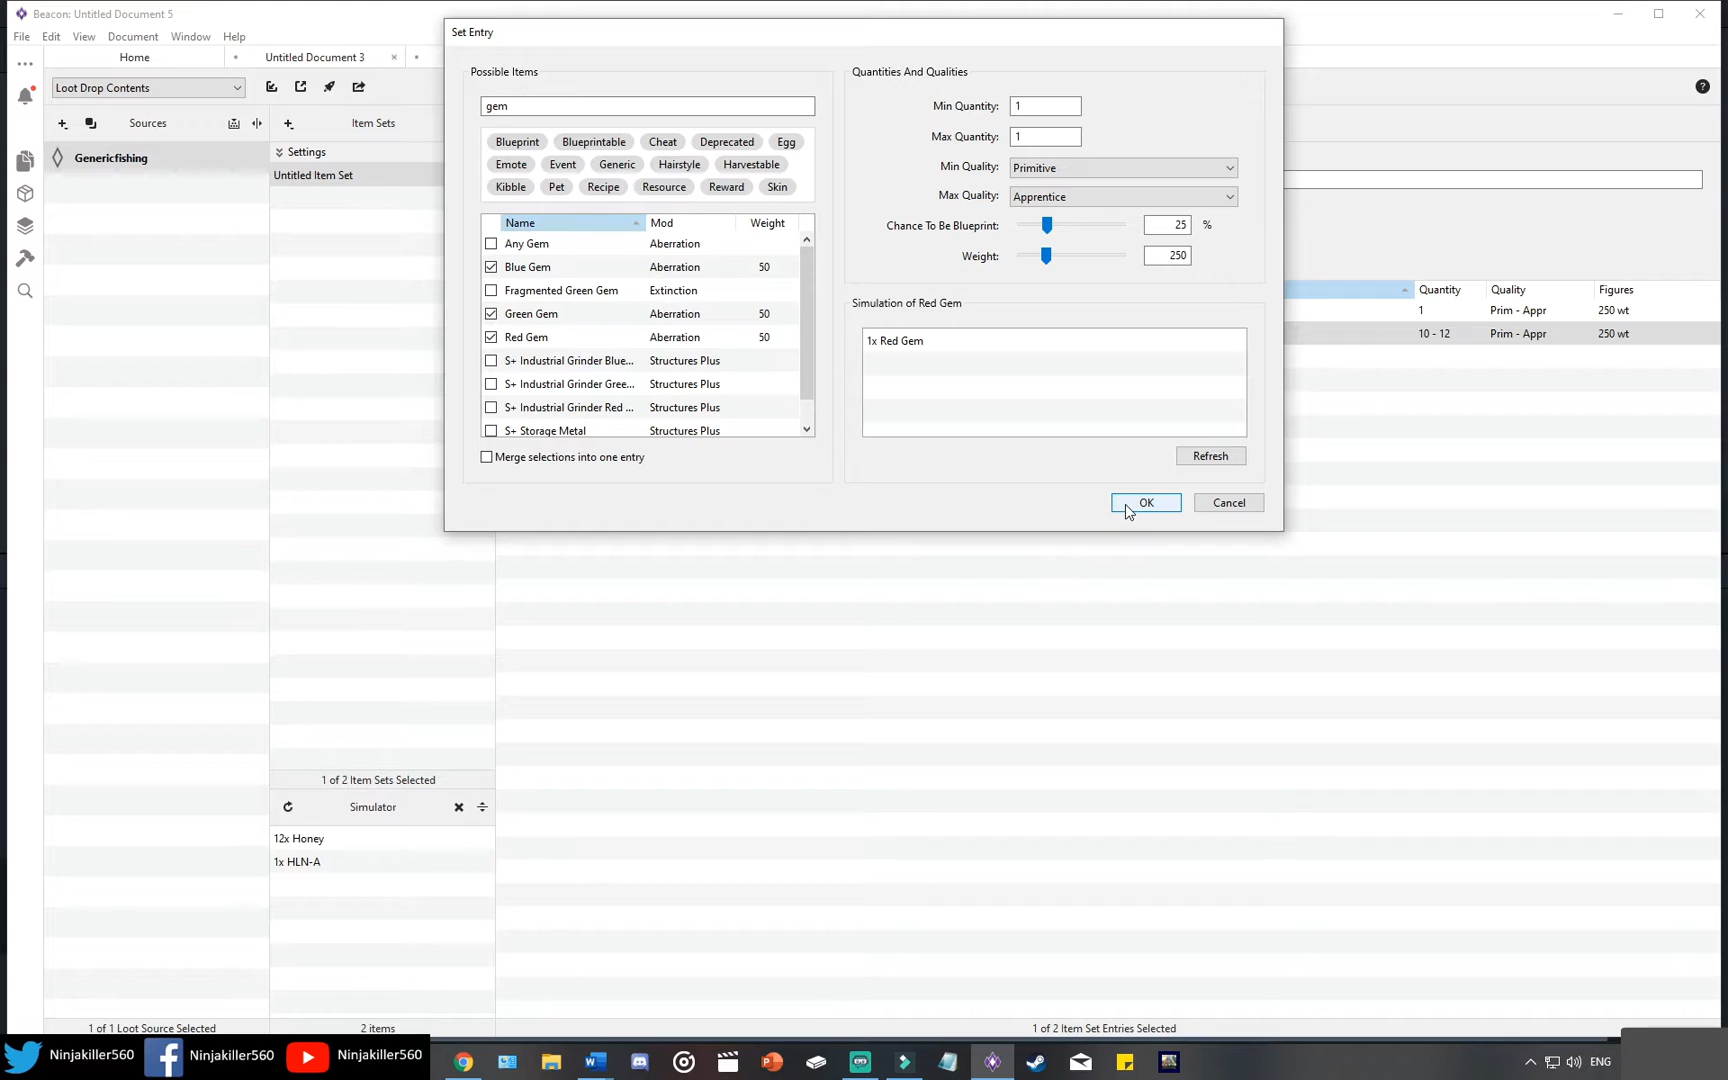 Beacon: Untitled Document 5
File Edit View Document Window Help
Home
Untitled Document 3
Loot Drop Contents
Sources
Item Sets
Genericfishing
Settings
Untitled Item Set
1 of 2 Item Sets Selected
Simulator
12x Honey
1x HLN-A
1 of 1 Loot Source Selected
2 items
Set Entry
Possible Items
gem
Blueprint Blueprintable Cheat Deprecated Egg
Emote Event Generic Hairstyle Harvestable
Kibble Pet Recipe Resource Reward Skin
Name Mod Weight
Any Gem Aberration
Blue Gem Aberration 50
Fragmented Green Gem Extinction
Green Gem Aberration 50
Red Gem Aberration 50
S+ Industrial Grinder Blue... Structures Plus
S+ Industrial Grinder Gree... Structures Plus
S+ Industrial Grinder Red ... Structures Plus
S+ Storage Metal Structures Plus
Merge selections into one entry
Quantities And Qualities
Min Quantity: 1
Max Quantity: 1
Min Quality: Primitive
Max Quality: Apprentice
Chance To Be Blueprint: 25 %
Weight: 250
Simulation of Red Gem
1x Red Gem
Refresh
OK Cancel
Quantity Quality Figures
1 Prim - Appr 250 wt
10 - 12 Prim - Appr 250 wt
1 of 2 Item Set Entries Selected
Ninjakiller560 Ninjakiller560 Ninjakiller560
ENG